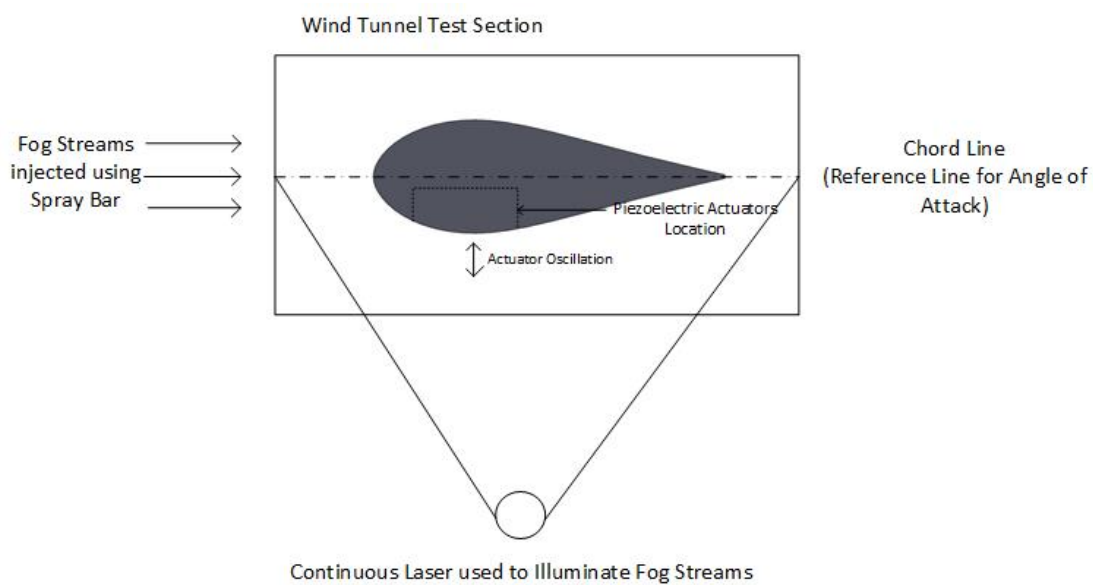 Wind Tunnel Test Section
Fog Streams
injected using
Spray Bar
Chord Line
(Reference Line for Angle of
Attack)
Piezoelectric Actuators
Location
Actuator Oscillation
Continuous Laser used to Illuminate Fog Streams